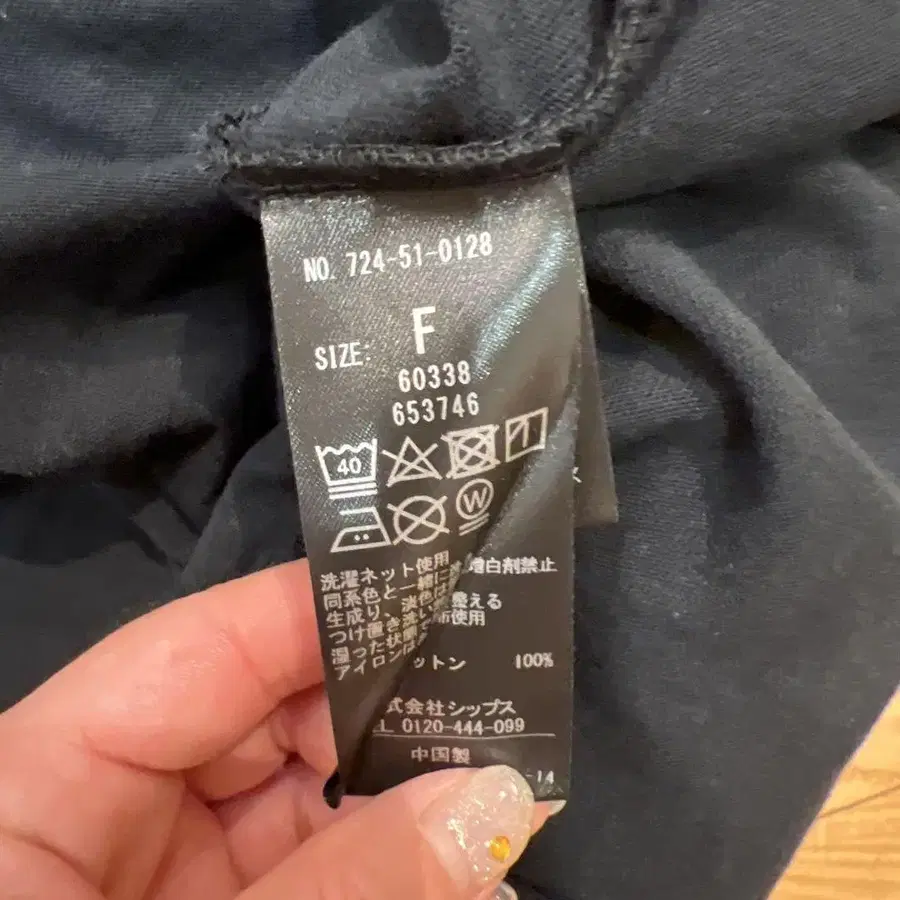 NO. 724-51-0128
SIZE: F
60338
653746
40
W
洗濯ネット使用 増白剤禁止
同系色と一緒に
生成り、淡色は 整える
つけ置き洗い 布使用
湿った状態
アイロンは
ットン 100%
式会社シップス
L 0120-444-099
中国製
-14